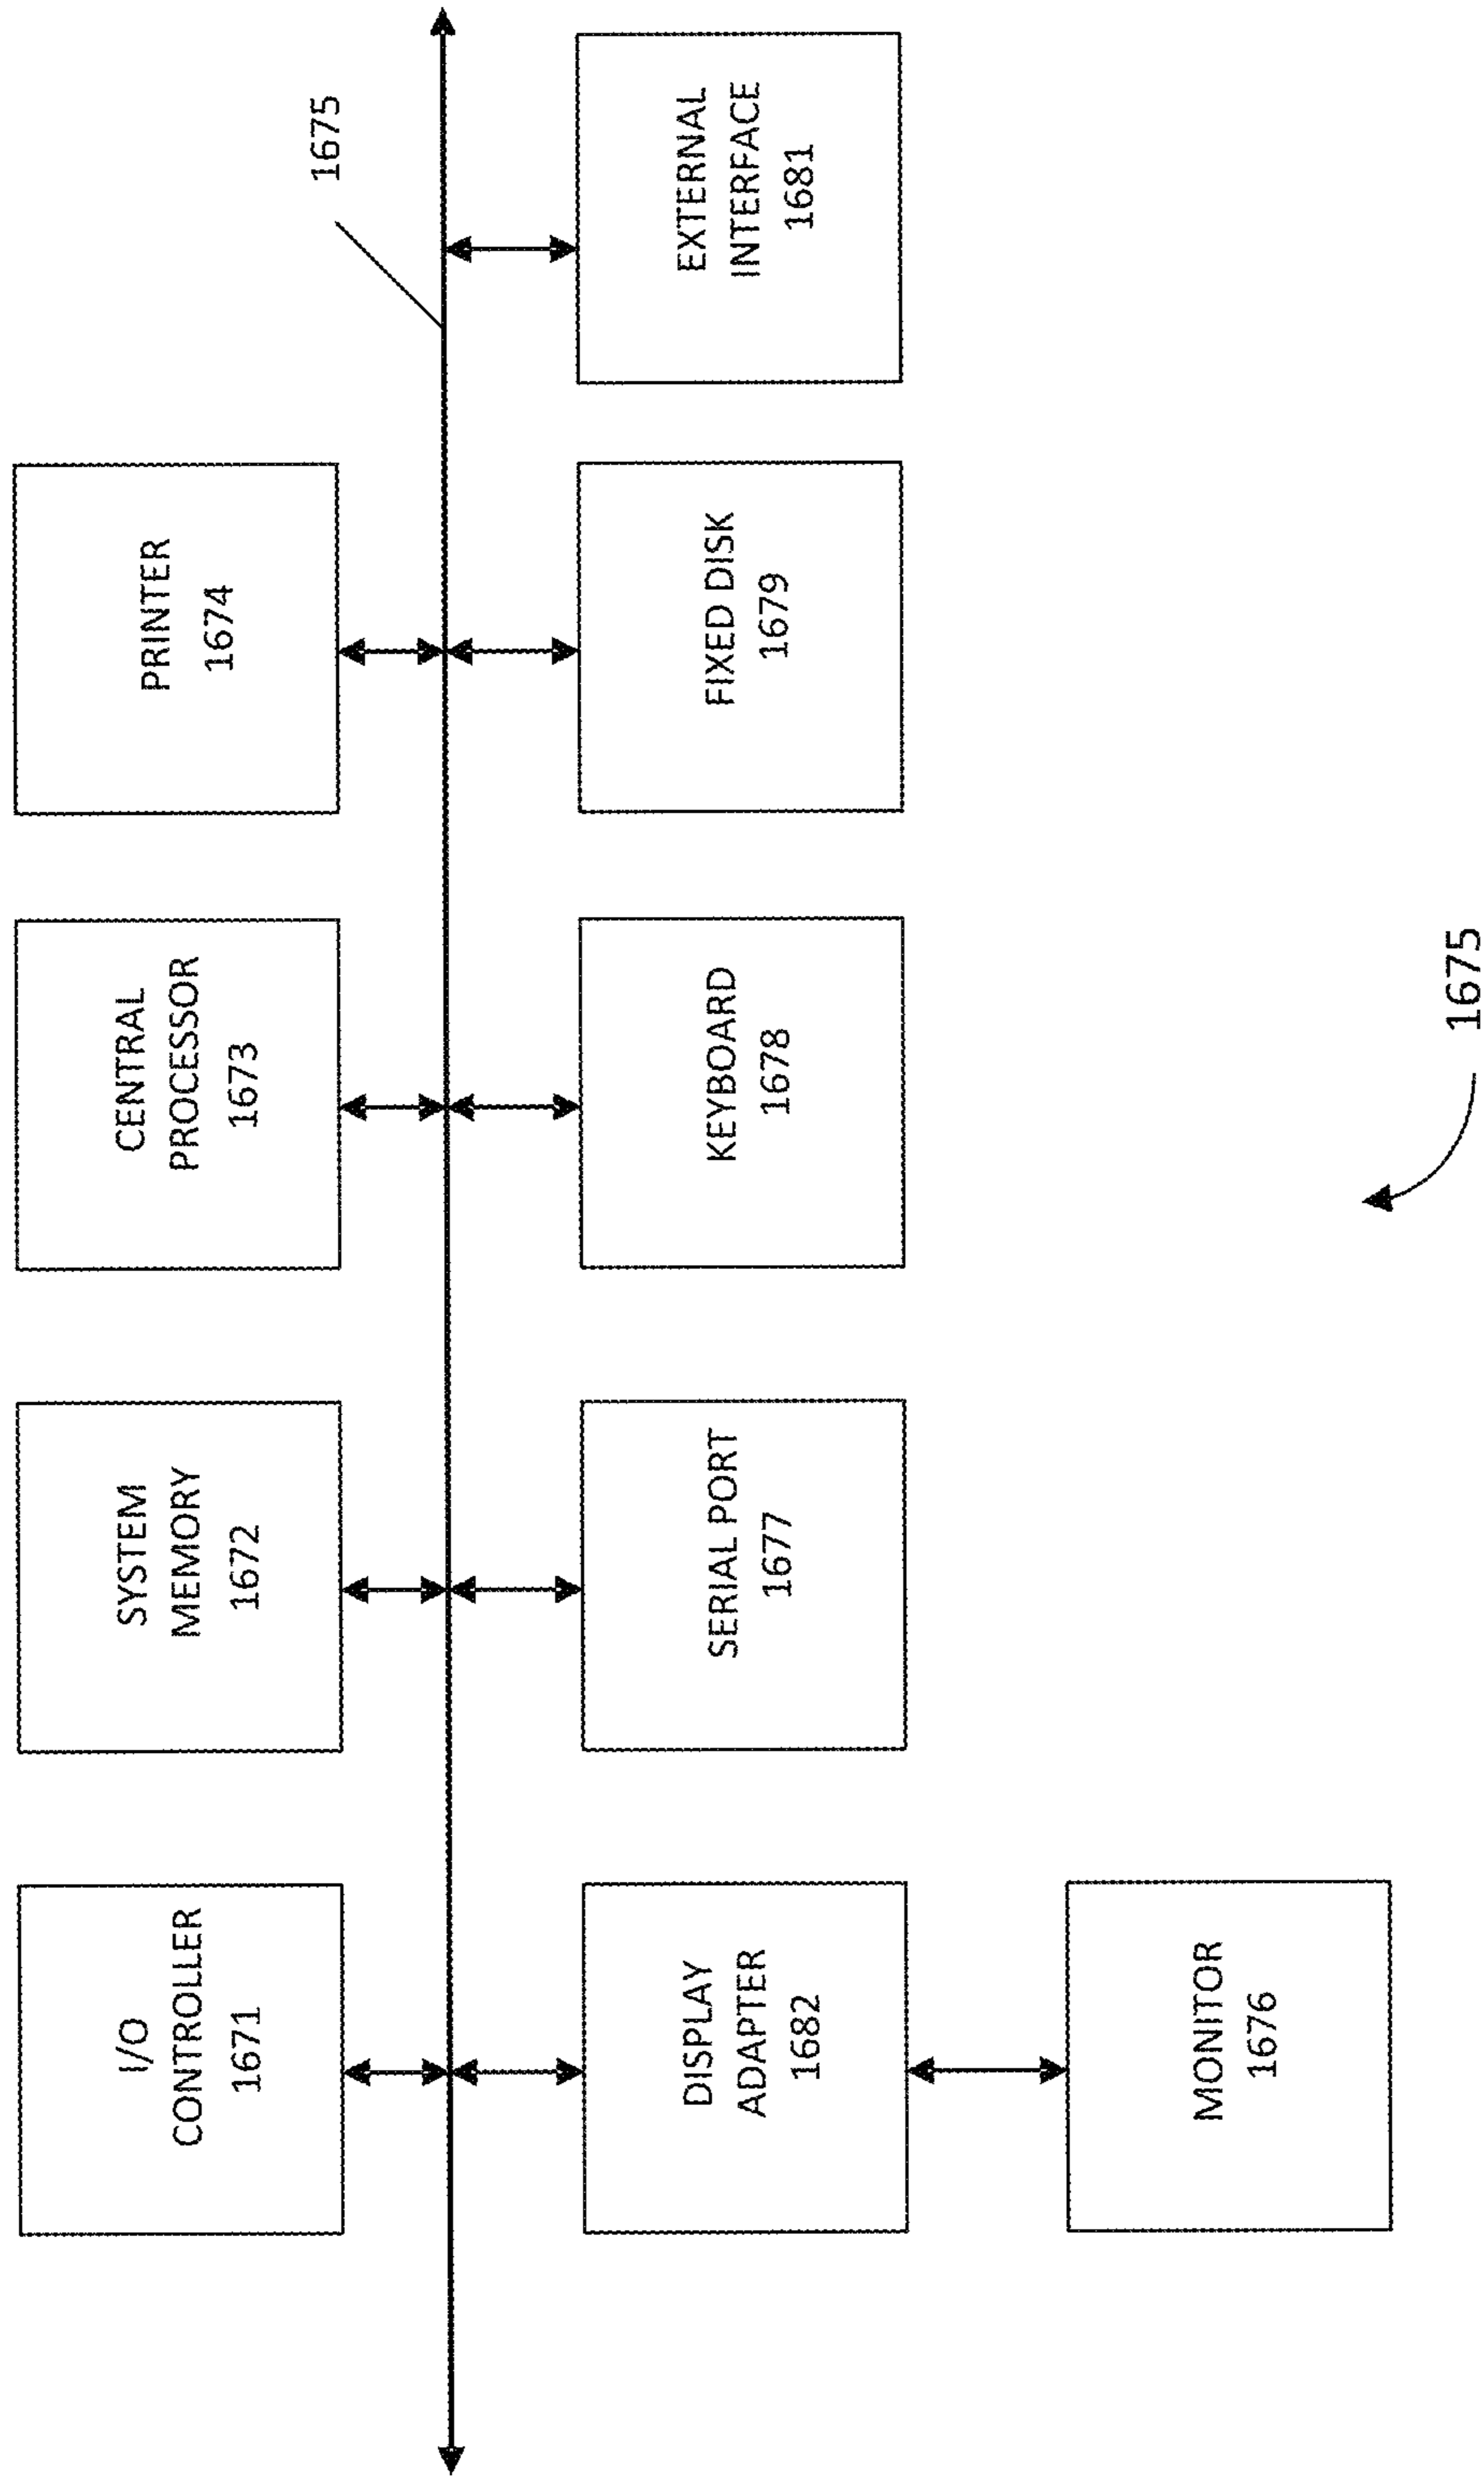 I/O
CONTROLLER
1671
SYSTEM
MEMORY
1672
CENTRAL
PROCESSOR
1673
PRINTER
1674
1675
DISPLAY
ADAPTER
1682
SERIAL PORT
1677
KEYBOARD
1678
FIXED DISK
1679
EXTERNAL
INTERFACE
1681
MONITOR
1676
1675